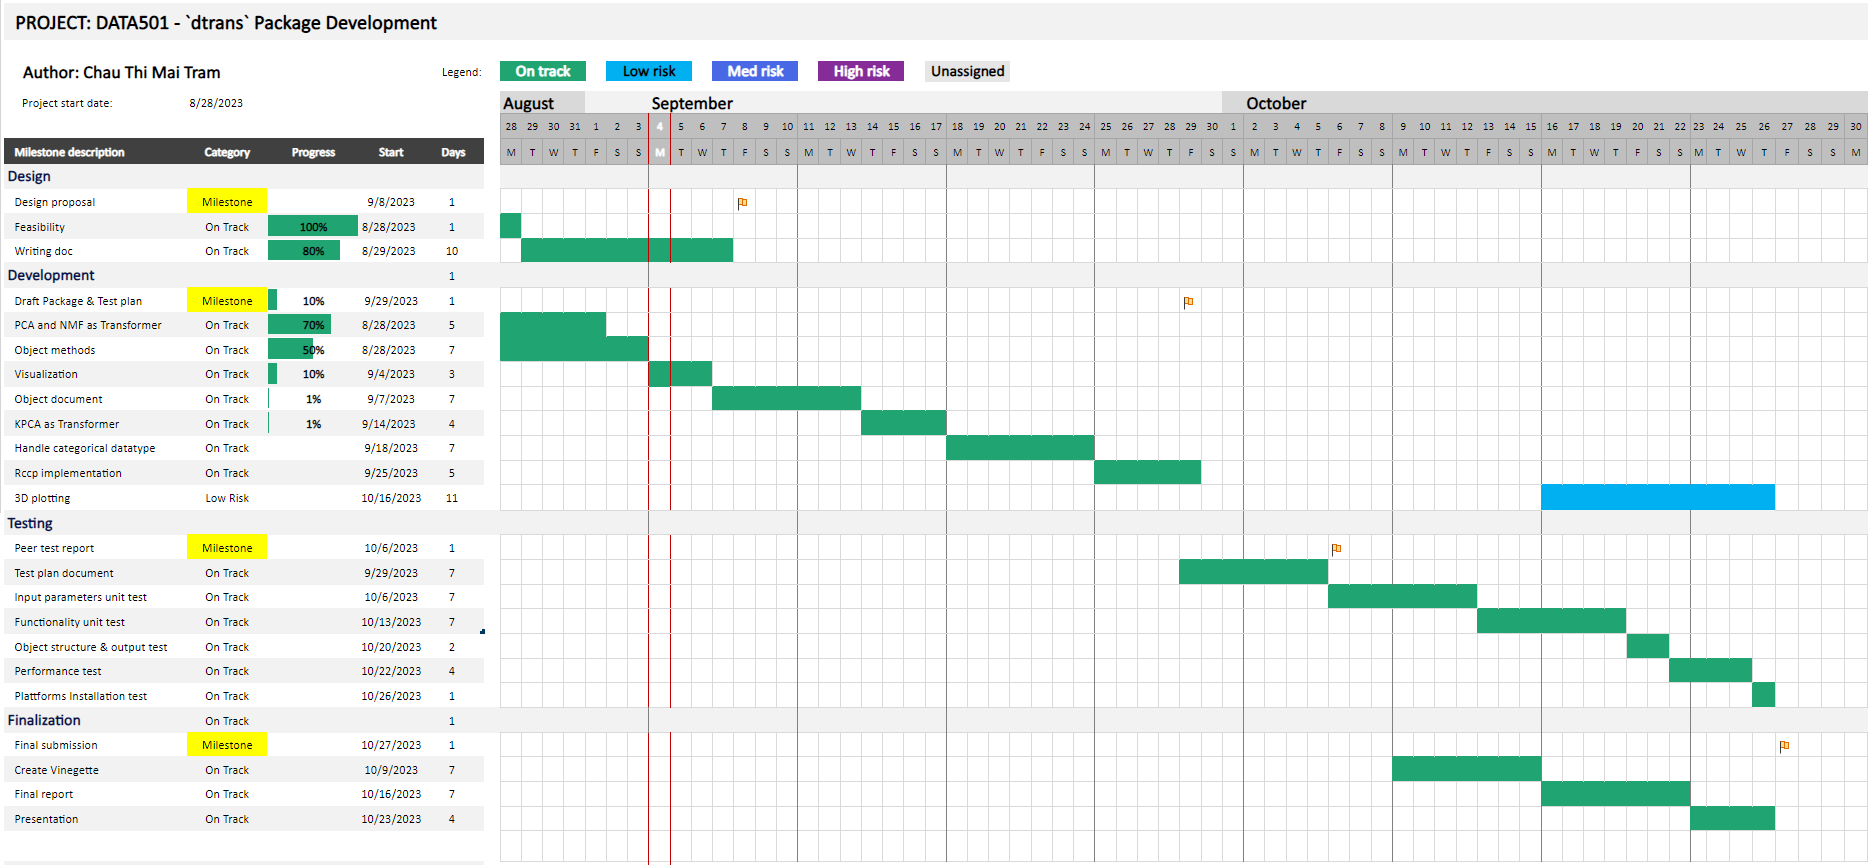 PROJECT: DATA501 - `dtrans` Package Development
Author: Chau Thi Mai Tram
Legend: On track Low risk Med risk High risk Unassigned
Project start date: 8/28/2023
August September October
28 29 30 31 1 2 3 4 5 6 7 8 9 10 11 12 13 14 15 16 17 18 19 20 21 22 23 24 25 26 27 28 29 30 1 2 3 4 5 6 7 8 9 10 11 12 13 14 15 16 17 18 19 20 21 22 23 24 25 26 27 28 29 30
Milestone description Category Progress Start Days M T W T F S S M T W T F S S M T W T F S S M T W T F S S M T W T F S S M T W T F S S M T W T F S S M T W T F S S M T W T F S S M
Design
Design proposal Milestone 9/8/2023 1
Feasibility On Track 100% 8/28/2023 1
Writing doc On Track 80% 8/29/2023 10
Development 1
Draft Package & Test plan Milestone 10% 9/29/2023 1
PCA and NMF as Transformer On Track 70% 8/28/2023 5
Object methods On Track 50% 8/28/2023 7
Visualization On Track 10% 9/4/2023 3
Object document On Track 1% 9/7/2023 7
KPCA as Transformer On Track 1% 9/14/2023 4
Handle categorical datatype On Track 9/18/2023 7
Rccp implementation On Track 9/25/2023 5
3D plotting Low Risk 10/16/2023 11
Testing
Peer test report Milestone 10/6/2023 1
Test plan document On Track 9/29/2023 7
Input parameters unit test On Track 10/6/2023 7
Functionality unit test On Track 10/13/2023 7
Object structure & output test On Track 10/20/2023 2
Performance test On Track 10/22/2023 4
Plattforms Installation test On Track 10/26/2023 1
Finalization On Track 1
Final submission Milestone 10/27/2023 1
Create Vinegette On Track 10/9/2023 7
Final report On Track 10/16/2023 7
Presentation On Track 10/23/2023 4